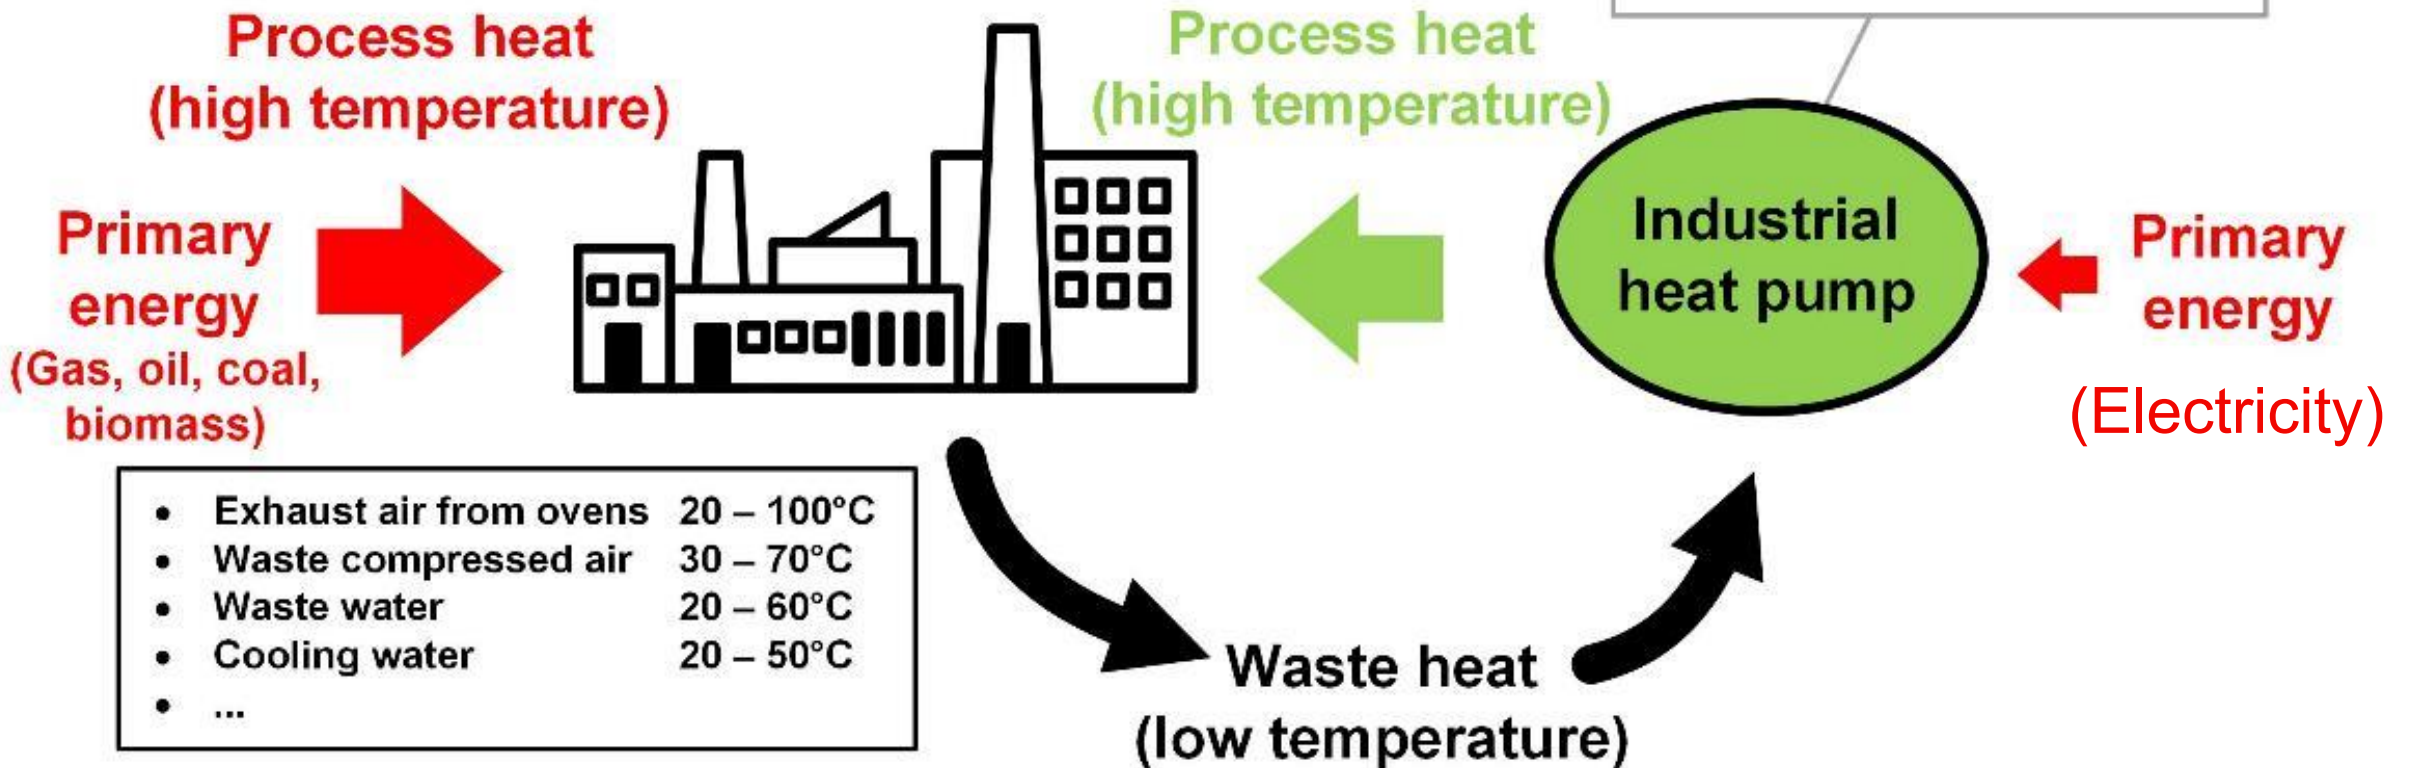 Process heat
(high temperature)
Primary
energy
(Gas, oil, coal,
biomass)
Process heat
(high temperature)
Industrial
heat pump
Primary
energy
(Electricity)
• Exhaust air from ovens 20 – 100°C
• Waste compressed air 30 – 70°C
• Waste water 20 – 60°C
• Cooling water 20 – 50°C
• ...
Waste heat
(low temperature)